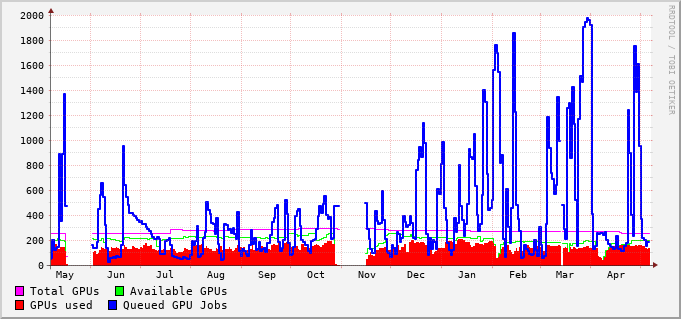 2000
1800
1600
1400
1200
1000
800
600
400
200
0
May Jun Jul Aug Sep Oct Nov Dec Jan Feb Mar Apr
Total GPUs Available GPUs
GPUs used Queued GPU Jobs
RRDTOOL / TOBI OETIKER